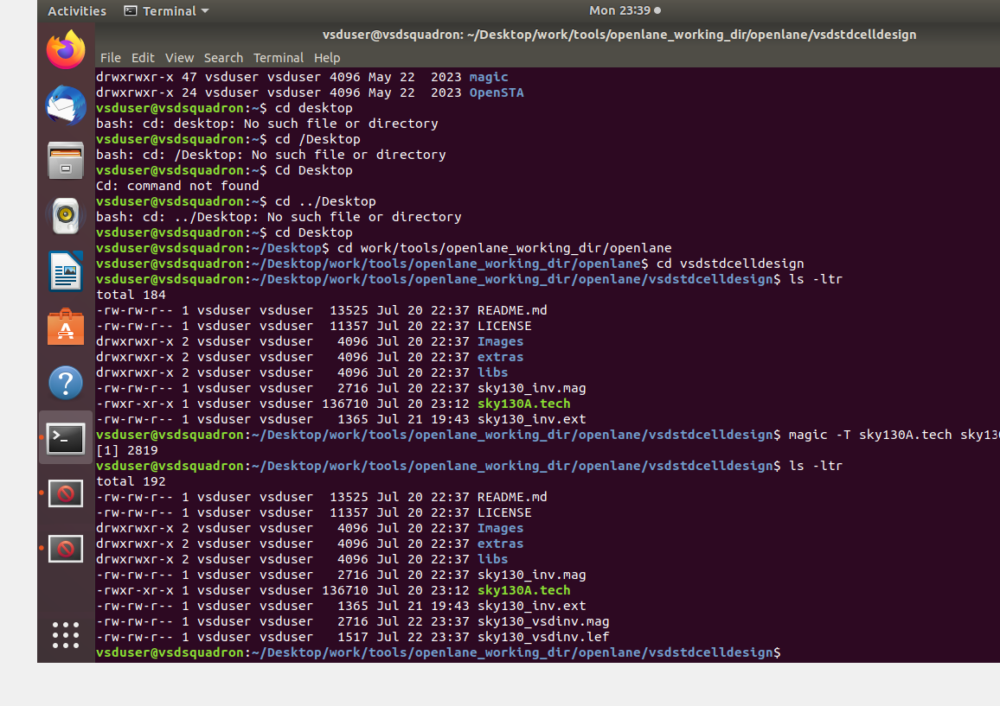 Activities Terminal Mon 23:39
vsduser@vsdsquadron: ~/Desktop/work/tools/openlane_working_dir/openlane/vsdstdcelldesign
File Edit View Search Terminal Help
drwxrwxr-x 47 vsduser vsduser 4096 May 22  2023 magic
drwxrwxr-x 24 vsduser vsduser 4096 May 22  2023 OpenSTA
vsduser@vsdsquadron:~$ cd desktop
bash: cd: desktop: No such file or directory
vsduser@vsdsquadron:~$ cd /Desktop
bash: cd: /Desktop: No such file or directory
vsduser@vsdsquadron:~$ Cd Desktop
Cd: command not found
vsduser@vsdsquadron:~$ cd ../Desktop
bash: cd: ../Desktop: No such file or directory
vsduser@vsdsquadron:~$ cd Desktop
vsduser@vsdsquadron:~/Desktop$ cd work/tools/openlane_working_dir/openlane
vsduser@vsdsquadron:~/Desktop/work/tools/openlane_working_dir/openlane$ cd vsdstdcelldesign
vsduser@vsdsquadron:~/Desktop/work/tools/openlane_working_dir/openlane/vsdstdcelldesign$ ls -ltr
total 184
-rw-rw-r-- 1 vsduser vsduser  13525 Jul 20 22:37 README.md
-rw-rw-r-- 1 vsduser vsduser  11357 Jul 20 22:37 LICENSE
drwxrwxr-x 2 vsduser vsduser   4096 Jul 20 22:37 Images
drwxrwxr-x 2 vsduser vsduser   4096 Jul 20 22:37 extras
drwxrwxr-x 2 vsduser vsduser   4096 Jul 20 22:37 libs
-rw-rw-r-- 1 vsduser vsduser   2716 Jul 20 22:37 sky130_inv.mag
-rwxr-xr-x 1 vsduser vsduser 136710 Jul 20 23:12 sky130A.tech
-rw-rw-r-- 1 vsduser vsduser   1365 Jul 21 19:43 sky130_inv.ext
vsduser@vsdsquadron:~/Desktop/work/tools/openlane_working_dir/openlane/vsdstdcelldesign$ magic -T sky130A.tech
[1] 2819
vsduser@vsdsquadron:~/Desktop/work/tools/openlane_working_dir/openlane/vsdstdcelldesign$ ls -ltr
total 192
-rw-rw-r-- 1 vsduser vsduser  13525 Jul 20 22:37 README.md
-rw-rw-r-- 1 vsduser vsduser  11357 Jul 20 22:37 LICENSE
drwxrwxr-x 2 vsduser vsduser   4096 Jul 20 22:37 Images
drwxrwxr-x 2 vsduser vsduser   4096 Jul 20 22:37 extras
drwxrwxr-x 2 vsduser vsduser   4096 Jul 20 22:37 libs
-rw-rw-r-- 1 vsduser vsduser   2716 Jul 20 22:37 sky130_inv.mag
-rwxr-xr-x 1 vsduser vsduser 136710 Jul 20 23:12 sky130A.tech
-rw-rw-r-- 1 vsduser vsduser   1365 Jul 21 19:43 sky130_inv.ext
-rw-rw-r-- 1 vsduser vsduser   2716 Jul 22 23:37 sky130_vsdinv.mag
-rw-rw-r-- 1 vsduser vsduser   1517 Jul 22 23:37 sky130_vsdinv.lef
vsduser@vsdsquadron:~/Desktop/work/tools/openlane_working_dir/openlane/vsdstdcelldesign$